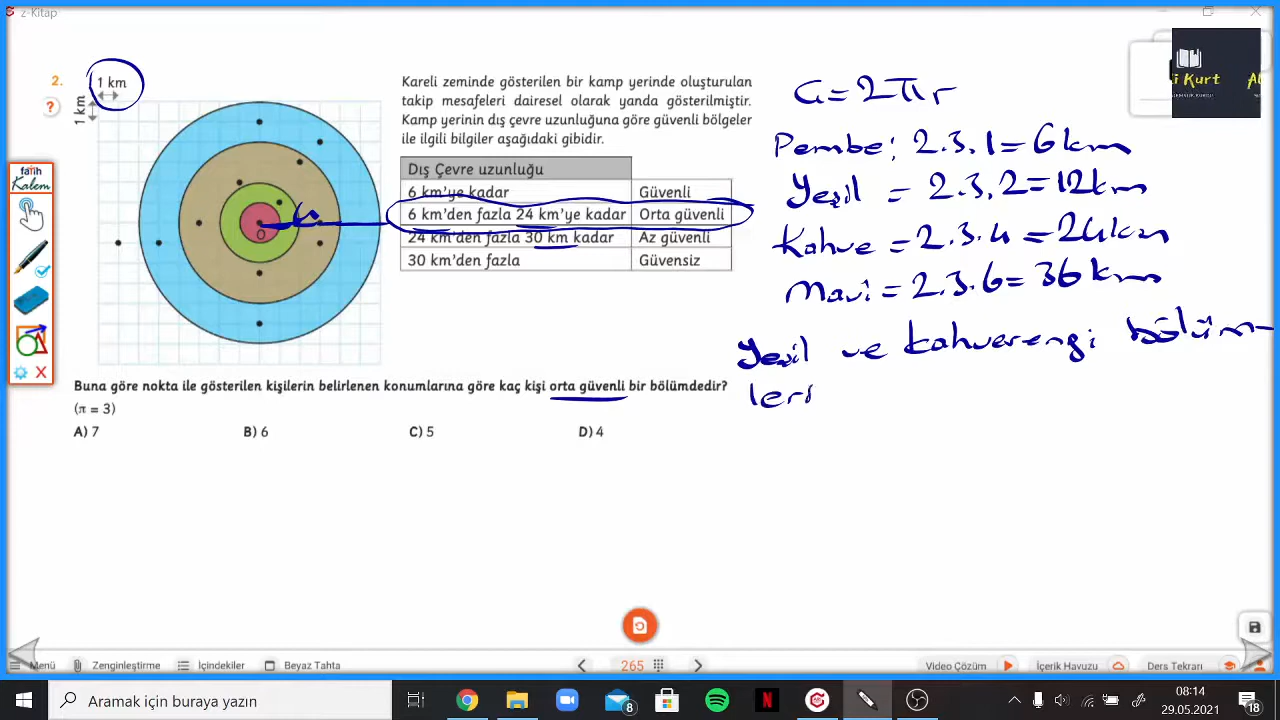 z-Kitap
2.
1 km
1 km
?
Kareli zeminde gösterilen bir kamp yerinde oluşturulan
takip mesafeleri dairesel olarak yanda gösterilmiştir.
Kamp yerinin dış çevre uzunluğuna göre güvenli bölgeler
ile ilgili bilgiler aşağıdaki gibidir.
Dış Çevre uzunluğu
6 km'ye kadar Güvenli
6 km'den fazla 24 km'ye kadar Orta güvenli
24 km'den fazla 30 km kadar Az güvenli
30 km'den fazla Güvensiz
O
4
Ç=2πr
Pembe: 2.3.1=6km
Yeşil = 2.3.2=12km
Kahve = 2.3.4=24km
Mavi = 2.3.6=36km
Yeşil ve kahverengi bölüm-
leri
Buna göre nokta ile gösterilen kişilerin belirlenen konumlarına göre kaç kişi orta güvenli bir bölümdedir?
(π = 3)
A) 7 B) 6 C) 5 D) 4
fatih
Kalem
Kurt
Menü Zenginleştirme İçindekiler Beyaz Tahta 265 Video Çözüm İçerik Havuzu Ders Tekrarı
Aramak için buraya yazın 8 08:14
29.05.2021 18